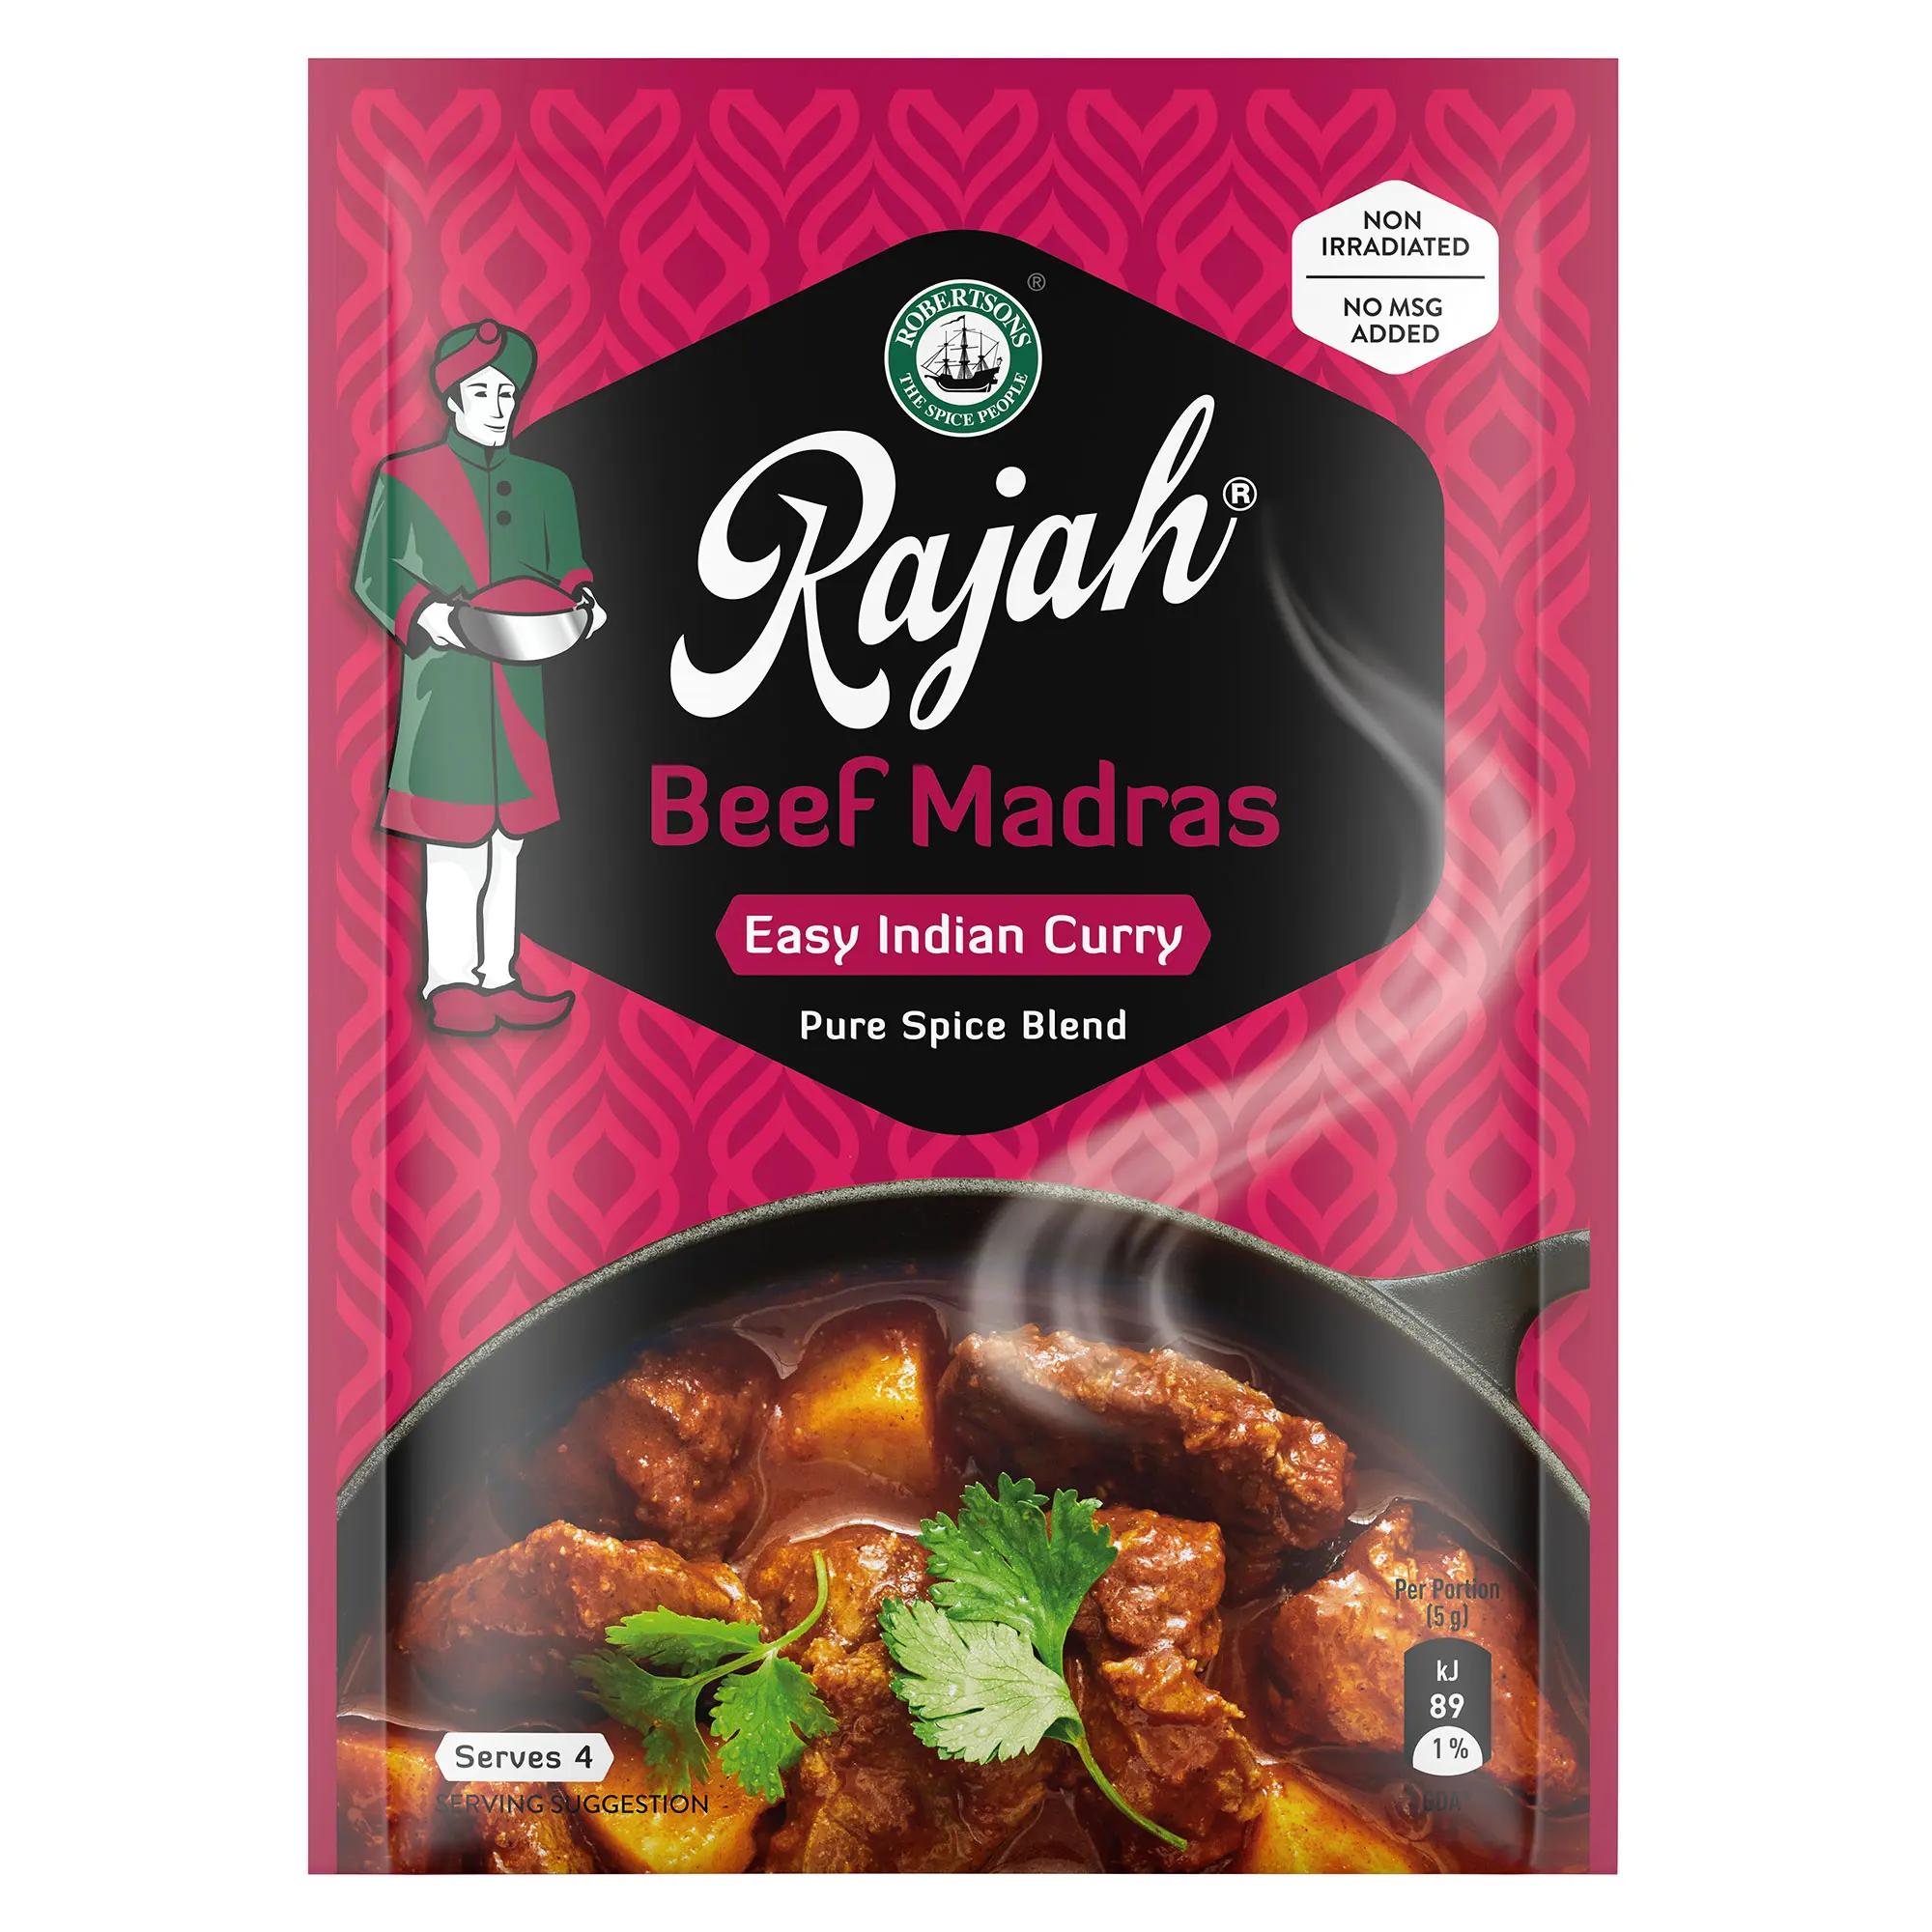 NON
IRRADIATED
NO MSG
ADDED
ROBERTSONS ®
THE SPICE PEOPLE
Rajah®
Beef Madras
Easy Indian Curry
Pure Spice Blend
Per Portion
(5 g)
kJ
89
1%
GDA*
Serves 4
SERVING SUGGESTION